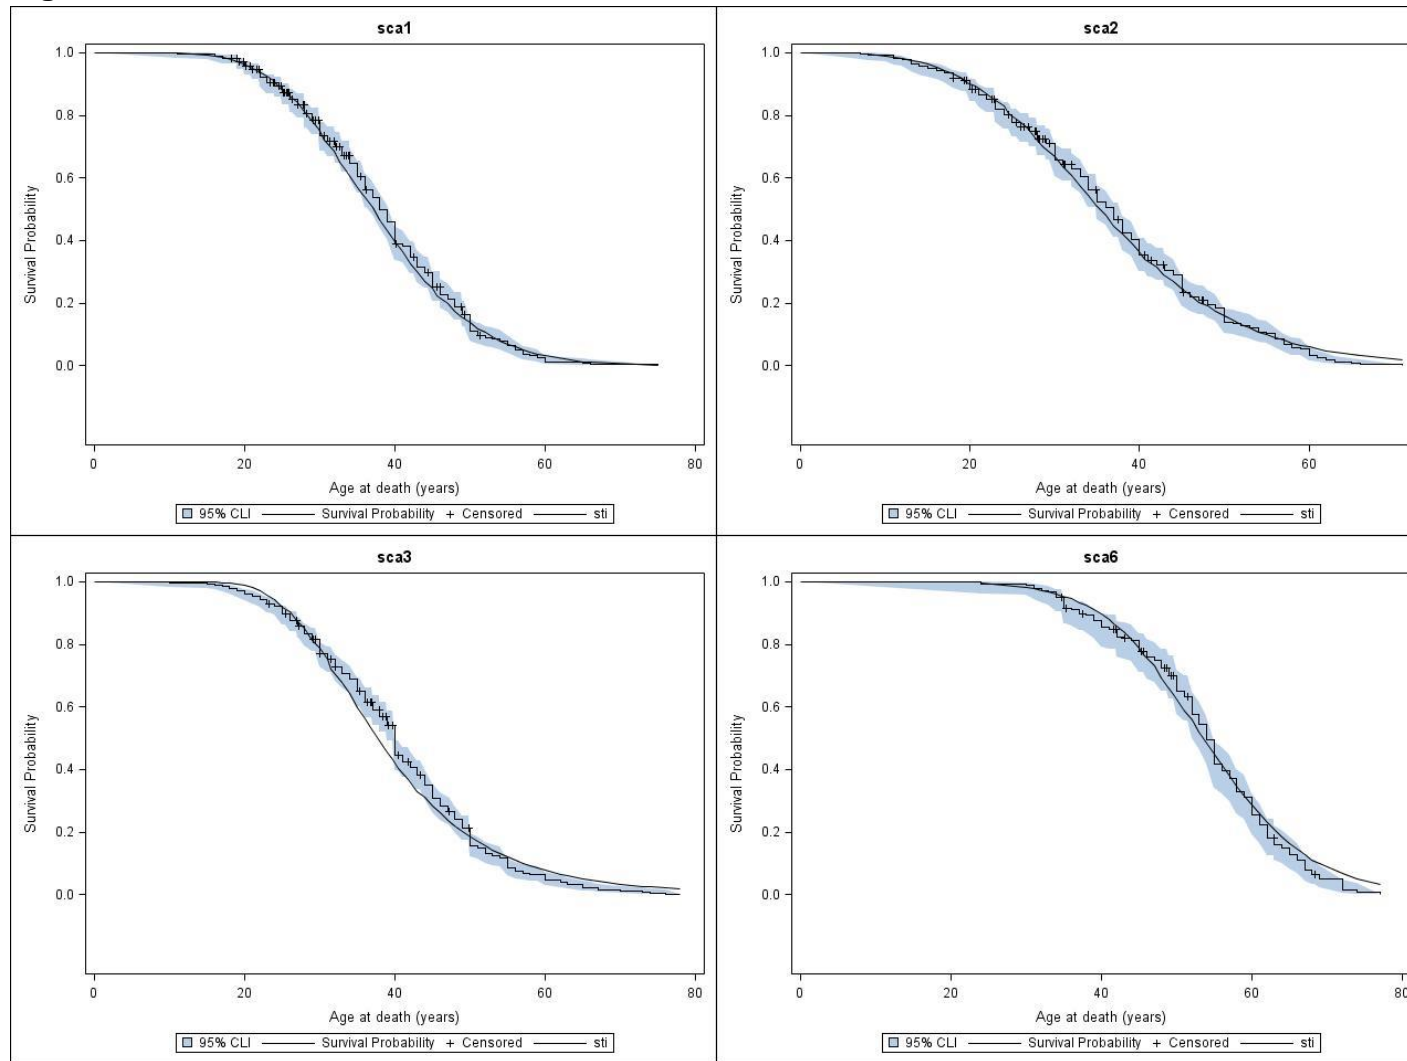 sca1
1.0
0.8
0.6
0.4
0.2
0.0
Survival Probability
0 20 40 60 80
Age at death (years)
95% CLI Survival Probability + Censored sti
sca2
1.0
0.8
0.6
0.4
0.2
0.0
Survival Probability
0 20 40 60
Age at death (years)
95% CLI Survival Probability + Censored sti
sca3
1.0
0.8
0.6
0.4
0.2
0.0
Survival Probability
0 20 40 60 80
Age at death (years)
95% CLI Survival Probability + Censored sti
sca6
1.0
0.8
0.6
0.4
0.2
0.0
Survival Probability
0 20 40 60 80
Age at death (years)
95% CLI Survival Probability + Censored sti